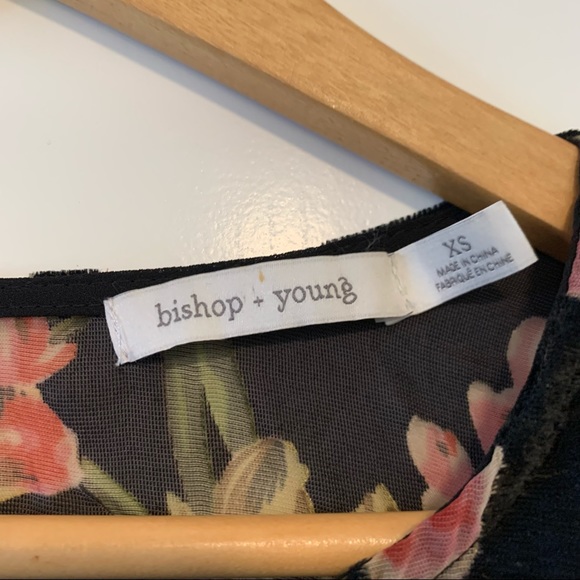 bishop + young
XS
MADE IN CHINA
FABRIQUÉ EN CHINE